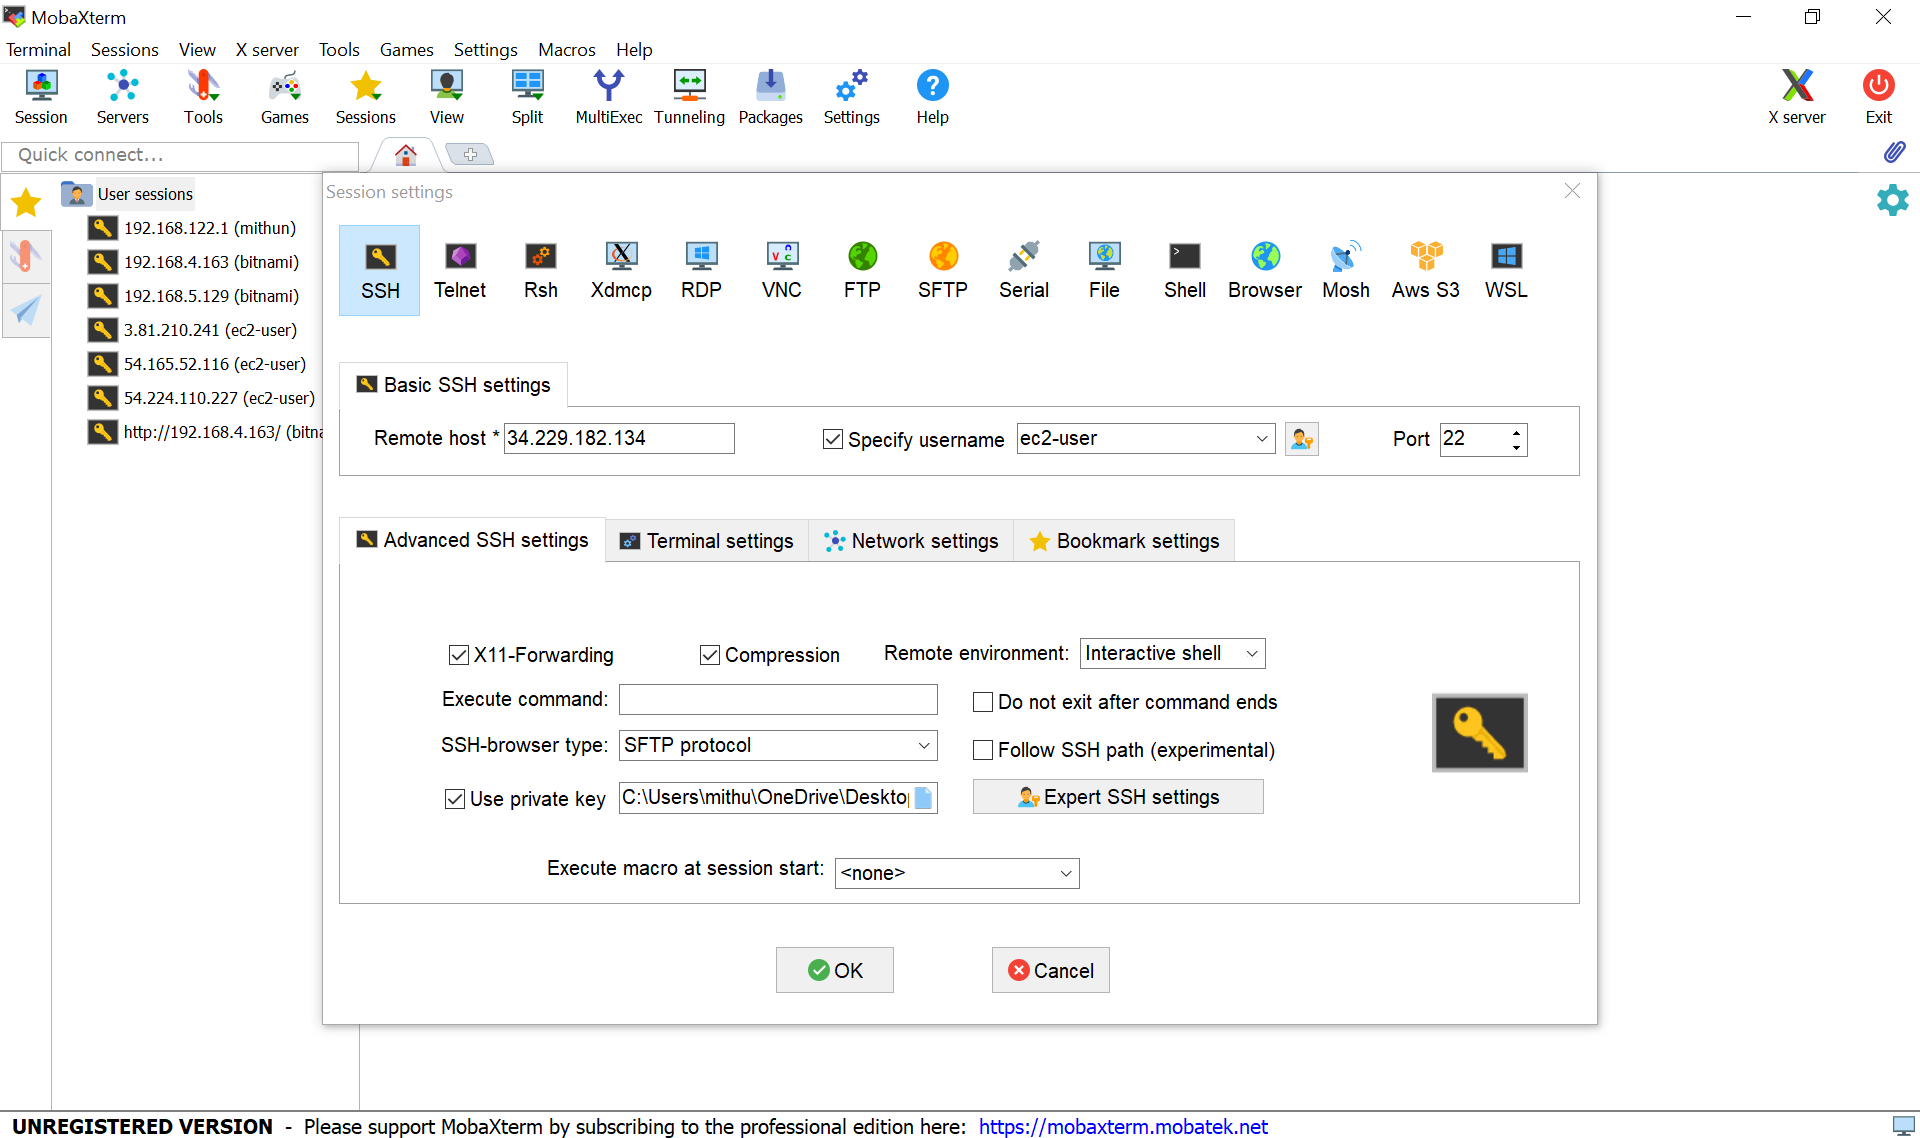 MobaXterm
Terminal Sessions View X server Tools Games Settings Macros Help
Session Servers Tools Games Sessions View Split MultiExec Tunneling Packages Settings Help X server Exit
Quick connect...
User sessions
192.168.122.1 (mithun)
192.168.4.163 (bitnami)
192.168.5.129 (bitnami)
3.81.210.241 (ec2-user)
54.165.52.116 (ec2-user)
54.224.110.227 (ec2-user)
http://192.168.4.163/ (bitna
Session settings
SSH Telnet Rsh Xdmcp RDP VNC FTP SFTP Serial File Shell Browser Mosh Aws S3 WSL
Basic SSH settings
Remote host * 34.229.182.134 Specify username ec2-user Port 22
Advanced SSH settings Terminal settings Network settings Bookmark settings
X11-Forwarding Compression Remote environment: Interactive shell
Execute command: Do not exit after command ends
SSH-browser type: SFTP protocol Follow SSH path (experimental)
Use private key C:\Users\mithu\OneDrive\Deskto Expert SSH settings
Execute macro at session start: <none>
OK Cancel
UNREGISTERED VERSION - Please support MobaXterm by subscribing to the professional edition here: https://mobaxterm.mobatek.net